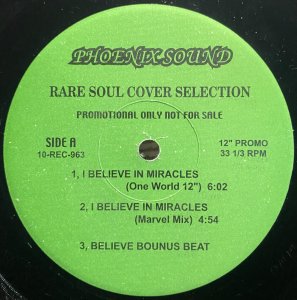 PHOENIX SOUND
RARE SOUL COVER SELECTION
PROMOTIONAL ONLY NOT FOR SALE
SIDE A
10-REC-963
12" PROMO
33 1/3 RPM
1, I BELIEVE IN MIRACLES
(One World 12") 6:02
2, I BELIEVE IN MIRACLES
(Marvel Mix) 4:54
3, BELIEVE BOUNUS BEAT